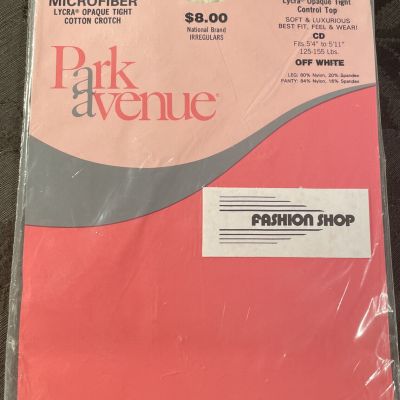 MICROFIBER
LYCRA® OPAQUE TIGHT
COTTON CROTCH
$8.00
National Brand
IRREGULARS
Lycra® Opaque Tight
Control Top
SOFT & LUXURIOUS
BEST FIT, FEEL & WEAR!
CD
Fits 5'4" to 5'11"
125-155 Lbs.
OFF WHITE
LEG: 80% Nylon, 20% Spandex
PANTY: 84% Nylon, 16% Spandex
Park
avenue®
FASHION SHOP